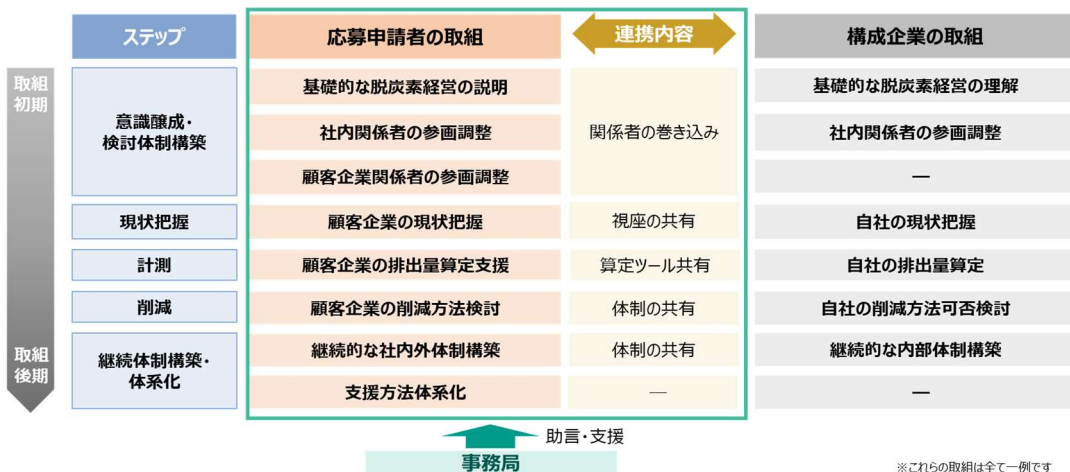 ステップ
応募申請者の取組
連携内容
構成企業の取組
取組
初期
意識醸成・
検討体制構築
基礎的な脱炭素経営の説明
関係者の巻き込み
基礎的な脱炭素経営の理解
社内関係者の参画調整
社内関係者の参画調整
顧客企業関係者の参画調整
―
現状把握
顧客企業の現状把握
視座の共有
自社の現状把握
計測
顧客企業の排出量算定支援
算定ツール共有
自社の排出量算定
削減
顧客企業の削減方法検討
体制の共有
自社の削減方法可否検討
取組
後期
継続体制構築・
体系化
継続的な社内外体制構築
体制の共有
継続的な内部体制構築
支援方法体系化
―
―
助言・支援
事務局
※これらの取組は全て一例です